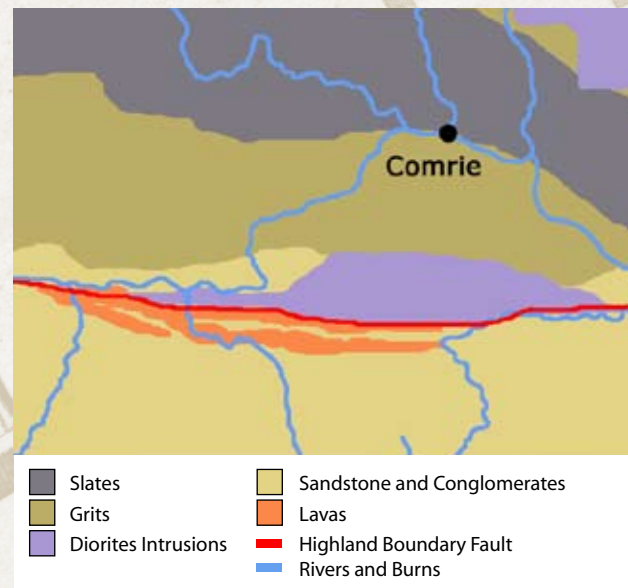 Comrie
Slates
Grits
Diorites Intrusions
Sandstone and Conglomerates
Lavas
Highland Boundary Fault
Rivers and Burns